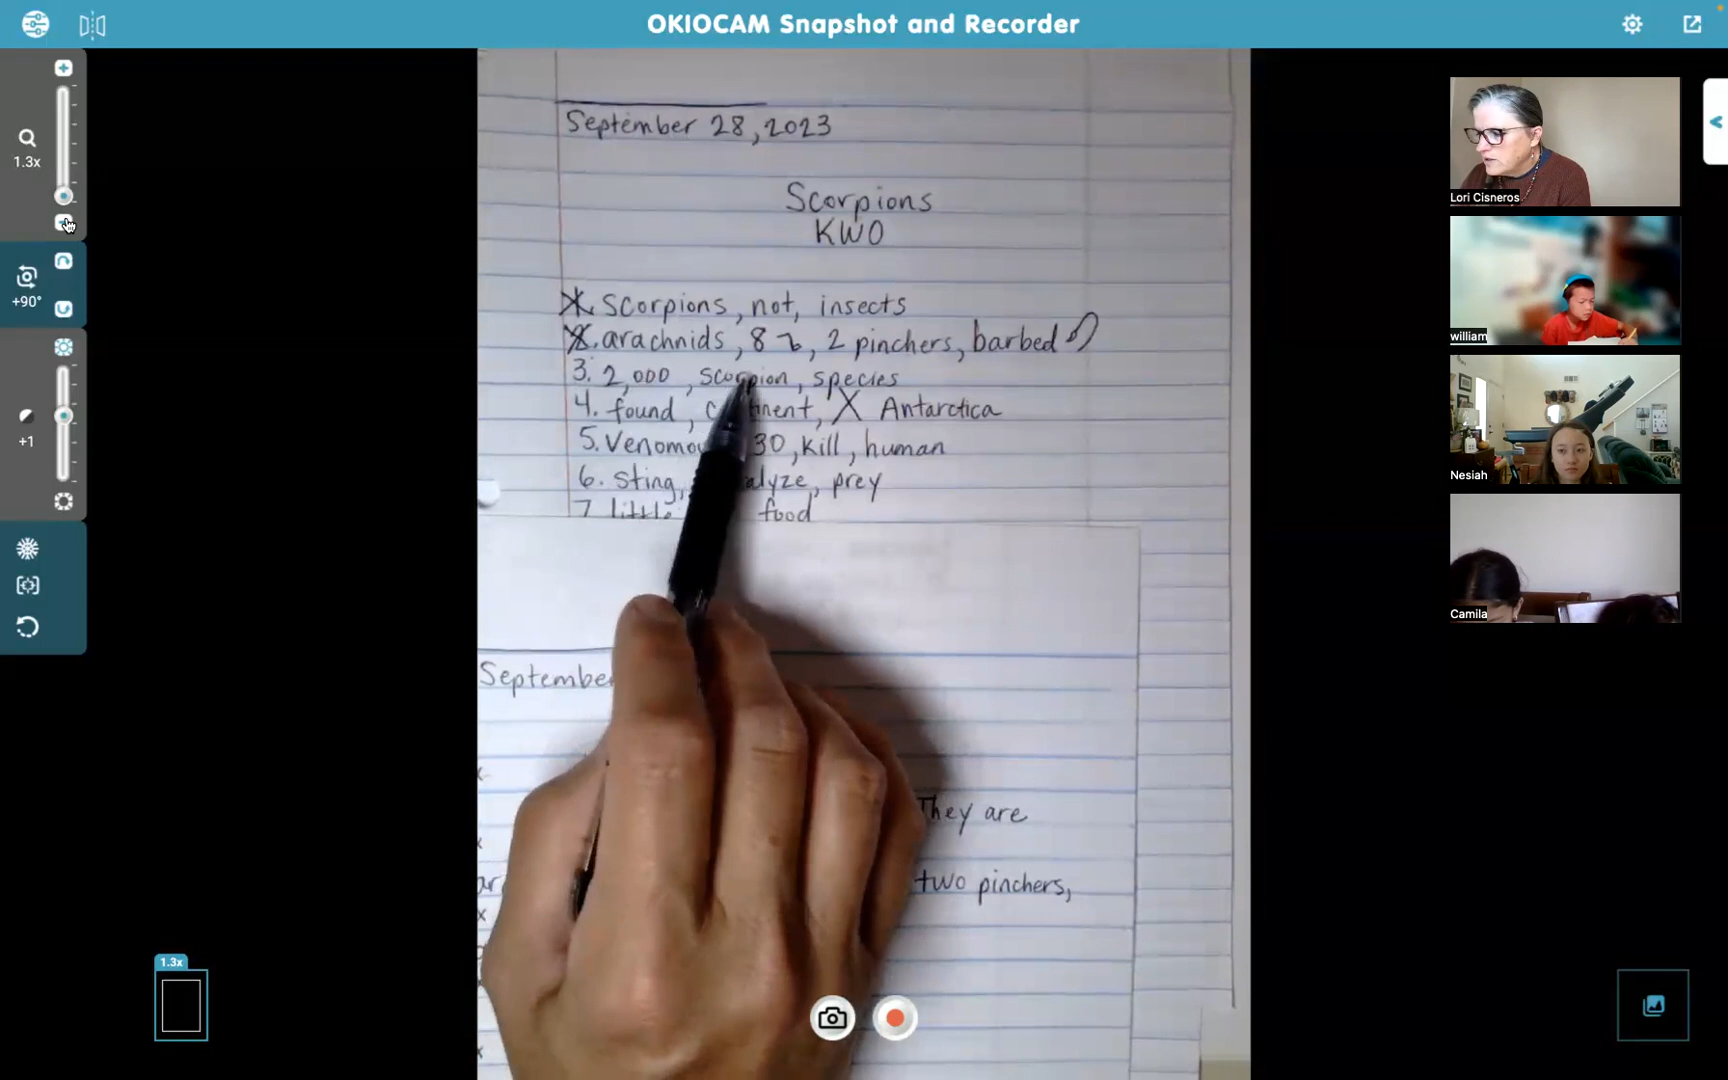 OKIOCAM Snapshot and Recorder
1.3x
+90°
+1
September 28, 2023
Scorpions
KWO
scorpions, not, insects
arachnids, 8, 2 pinchers, barbed
3. 2,000, scorpion, species
4. found, X Antarctica
5. 30, kill, human
6. sting, prey
7. food
They are
two pinchers,
1.3x
Lori Cisneros
william
Nesiah
Camila